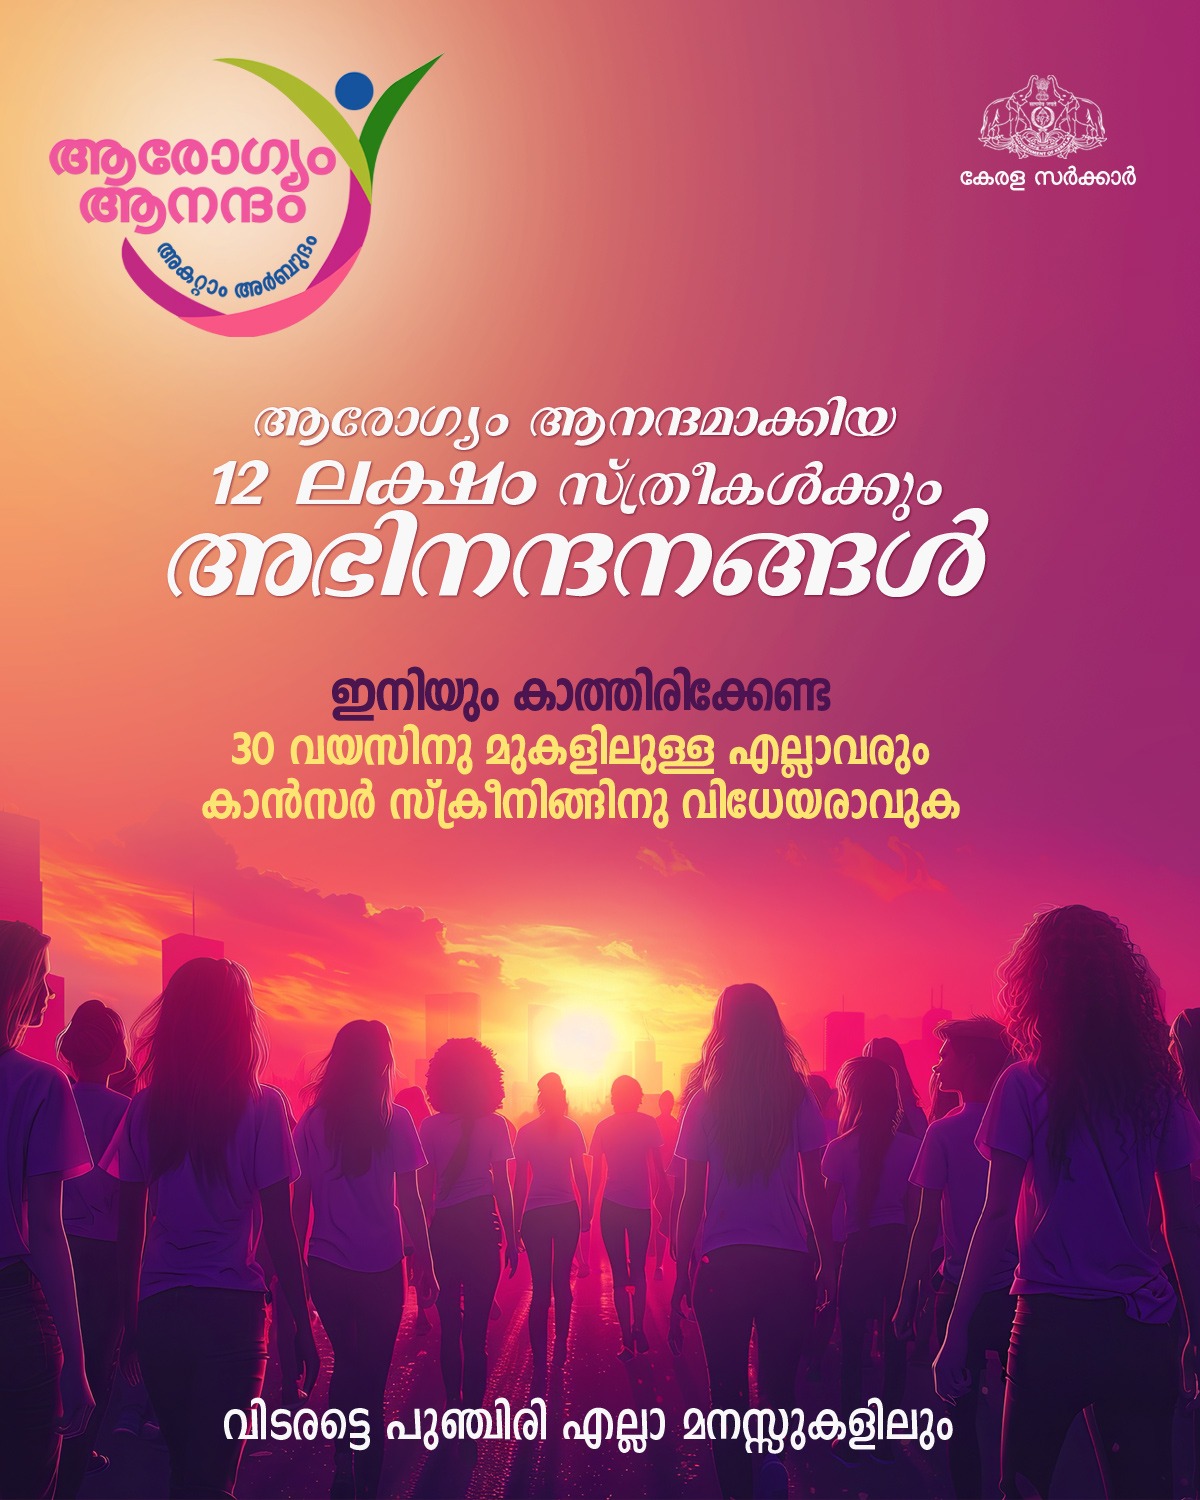 ആരോഗ്യം
ആനന്ദം
അകറ്റാം അർബുദം
കേരള സർക്കാർ
ആരോഗ്യം ആനന്ദമാക്കിയ
12 ലക്ഷം സ്ത്രീകൾക്കും
അഭിനന്ദനങ്ങൾ
ഇനിയും കാത്തിരിക്കേണ്ട
30 വയസിനു മുകളിലുള്ള എല്ലാവരും
കാൻസർ സ്ക്രീനിങ്ങിനു വിധേയരാവുക
വിടരട്ടെ പുഞ്ചിരി എല്ലാ മനസ്സുകളിലും